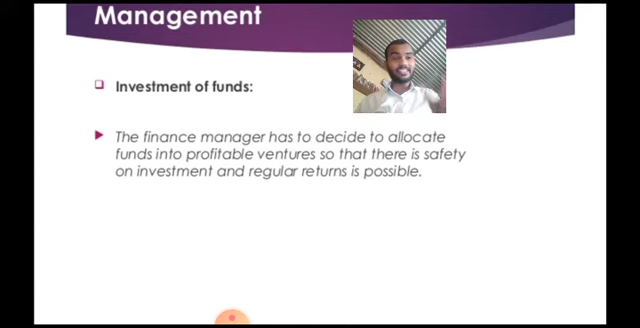 Management
Investment of funds:
The finance manager has to decide to allocate
funds into profitable ventures so that there is safety
on investment and regular returns is possible.